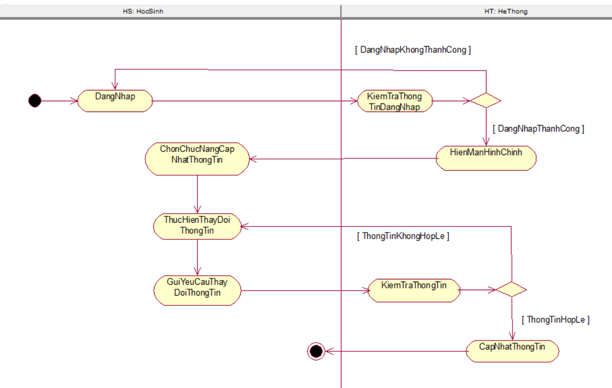 HS: HocSinh
HT: HeThong
[ DangNhapKhongThanhCong ]
DangNhap
KiemTraThong
TinDangNhap
[ DangNhapThanhCong ]
ChonChucNangCap
NhatThongTin
HienManHinhChinh
ThucHienThayDoi
ThongTin
[ ThongTinKhongHopLe ]
GuiYeuCauThay
DoiThongTin
KiemTraThongTin
[ ThongTinHopLe ]
CapNhatThongTin